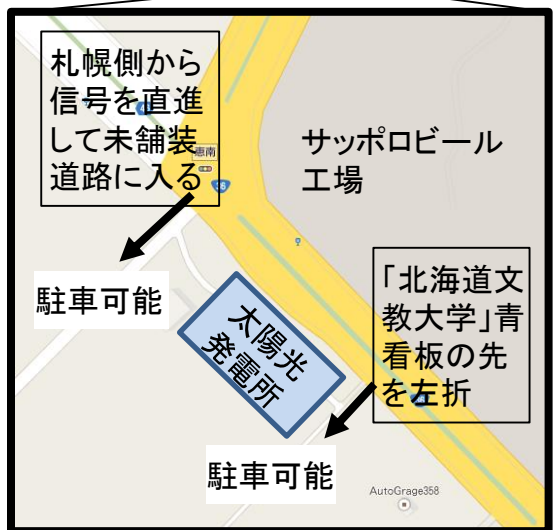 札幌側から
信号を直進
して未舗装
道路に入る
恵南
36
サッポロビール
工場
駐車可能
太陽光
発電所
「北海道文
教大学」青
看板の先
を左折
駐車可能
AutoGrage358